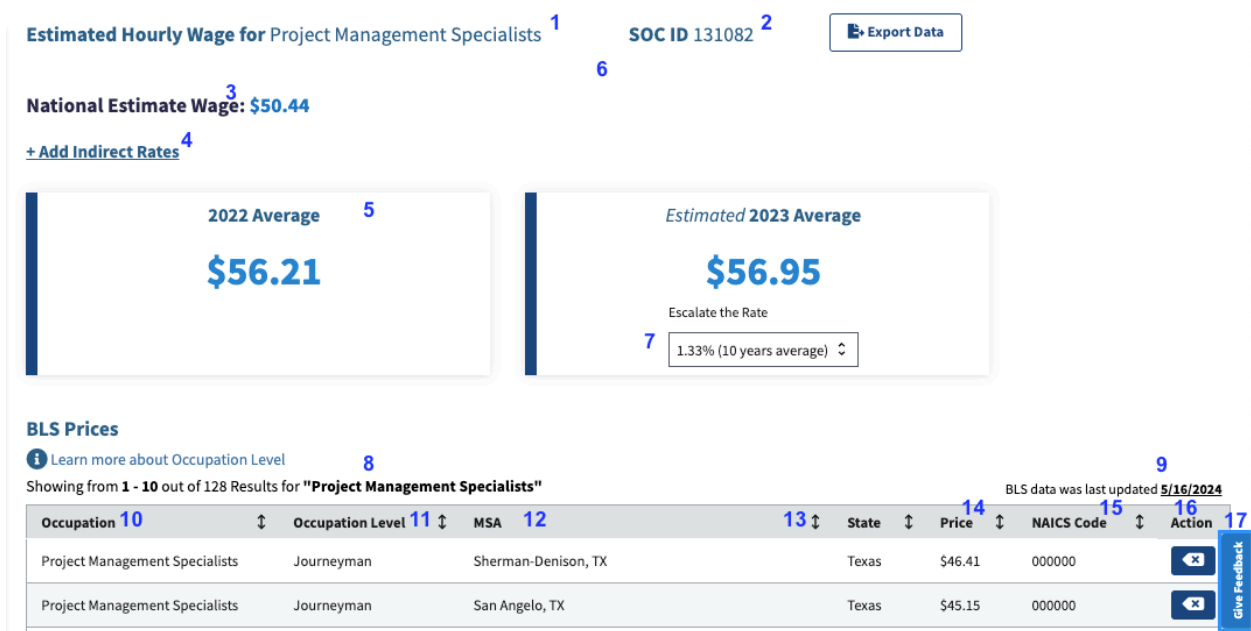 Estimated Hourly Wage for Project Management Specialists 1 SOC ID 131082 2 Export Data
6
3
National Estimate Wage: $50.44
+ Add Indirect Rates 4
2022 Average 5
$56.21
Estimated 2023 Average
$56.95
Escalate the Rate
7 1.33% (10 years average)
BLS Prices
i Learn more about Occupation Level
8 9
Showing from 1 - 10 out of 128 Results for "Project Management Specialists" BLS data was last updated 5/16/2024
14 15 16
Occupation 10 Occupation Level 11 MSA 12 13 State Price NAICS Code Action 17
Project Management Specialists Journeyman Sherman-Denison, TX Texas $46.41 000000
Project Management Specialists Journeyman San Angelo, TX Texas $45.15 000000
Give Feedback